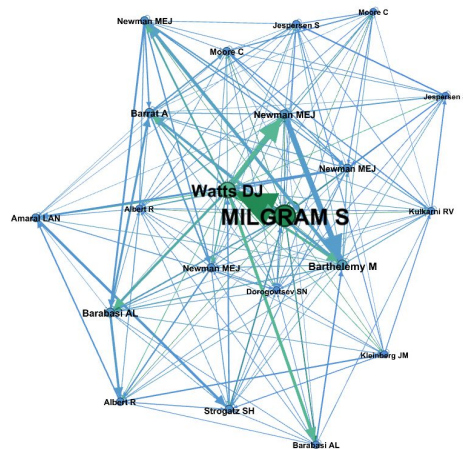 Moore C
Newman MEJ
Jespersen S
Moore C
Jespersen
Barrat A
Newman MEJ
Newman MEJ
Watts DJ
Albert R
MILGRAM S
Kulkarni RV
Amaral LAN
Newman MEJ
Barthelemy M
Dorogovtsev SN
Barabasi AL
Kleinberg JM
Albert R
Strogatz SH
Barabasi AL